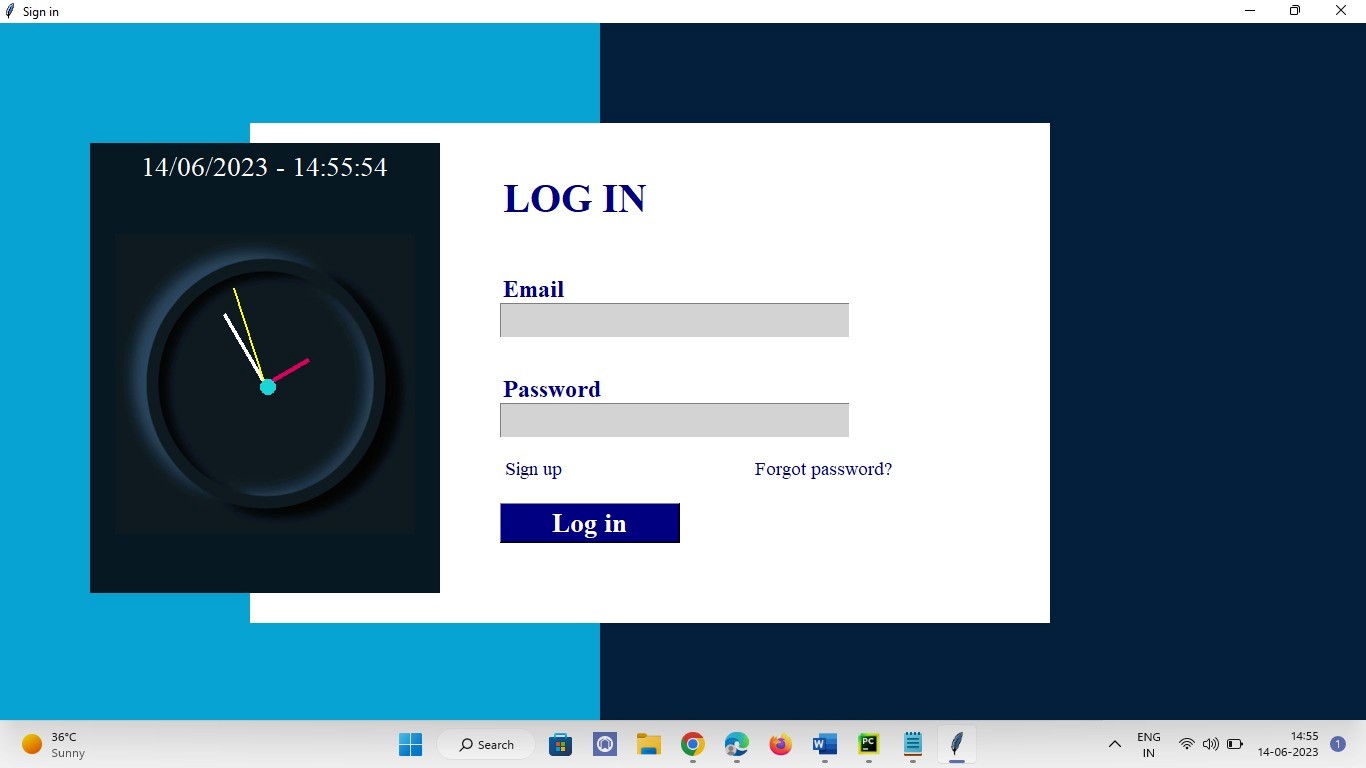 Sign in
14/06/2023 - 14:55:54
LOG IN
Email
Password
Sign up
Forgot password?
Log in
36°C
Sunny
Search
W
PC
ENG
IN
14:55
14-06-2023
1